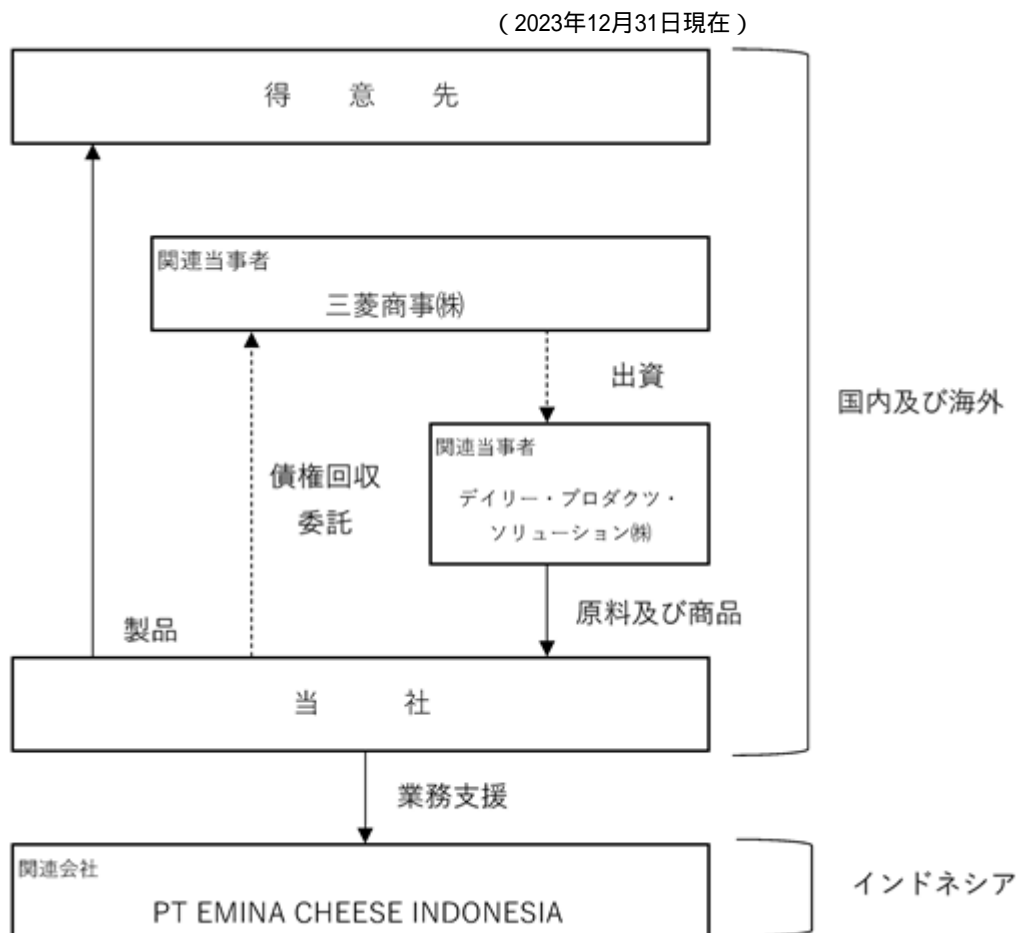 （2023年12月31日現在）
得　意　先
関連当事者
三菱商事㈱
出資
国内及び海外
関連当事者
デイリー・プロダクツ・
ソリューション㈱
債権回収
委託
原料及び商品
製品
当　社
業務支援
関連会社
PT EMINA CHEESE INDONESIA
インドネシア